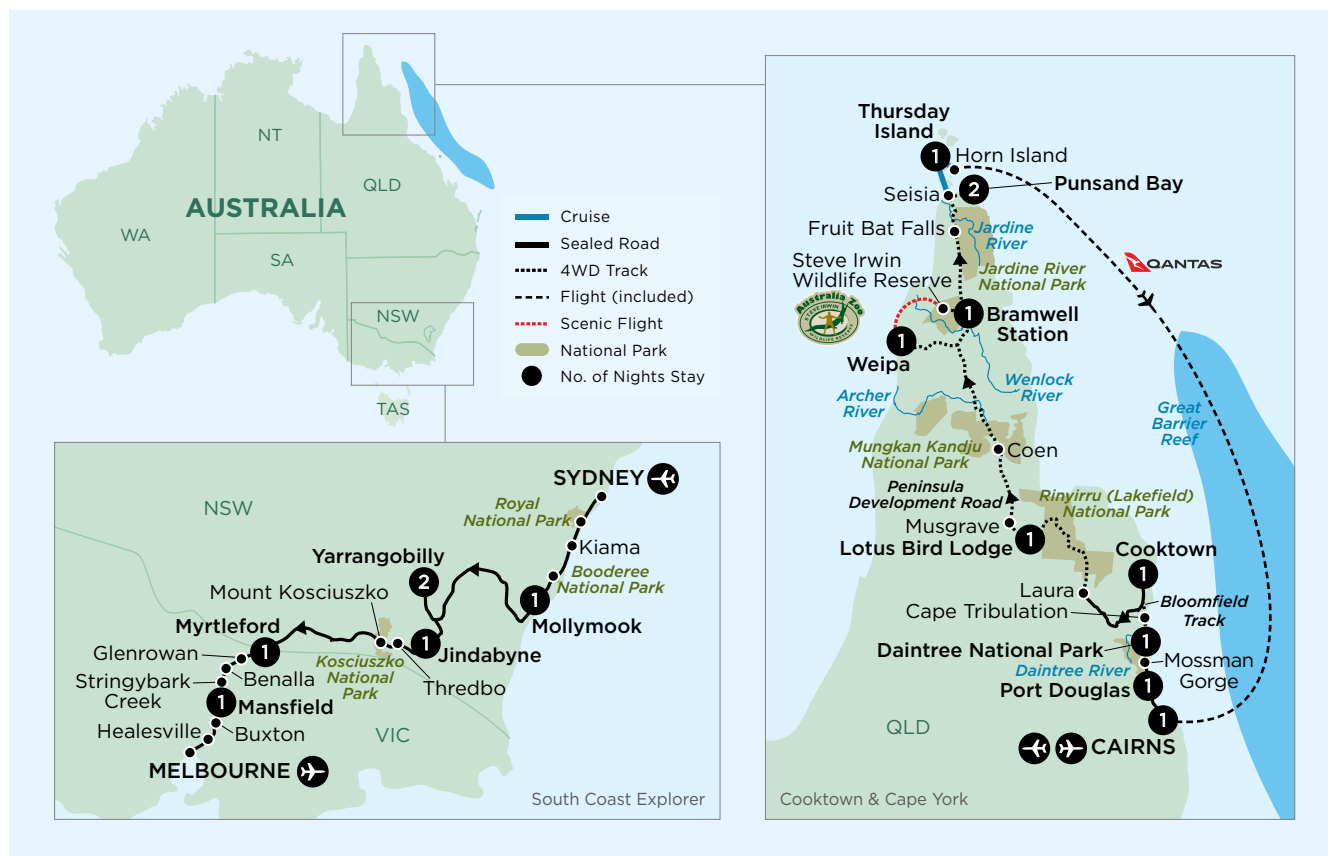 NT
QLD
AUSTRALIA
WA
SA
NSW
TAS
Cruise
Sealed Road
4WD Track
Flight (included)
Scenic Flight
National Park
No. of Nights Stay
SYDNEY
NSW
Royal
National Park
Kiama
Yarrangobilly
2
Booderee
National Park
Mount Kosciuszko
1
Mollymook
Myrtleford
1
1
Jindabyne
Glenrowan
Kosciuszko
National
Park
Benalla
Stringybark
Creek
Thredbo
1
Mansfield
Healesville
Buxton
VIC
MELBOURNE
South Coast Explorer
Thursday
Island
1
Horn Island
Seisia
2
Punsand Bay
Fruit Bat Falls
Jardine
River
Steve Irwin
Wildlife Reserve
Jardine River
National Park
QANTAS
Australia Zoo
STEVE IRWIN
WILDLIFE RESERVE
1
Bramwell
Station
1
Weipa
Wenlock
River
Archer
River
Great
Barrier
Reef
Mungkan Kandju
National Park
Coen
Peninsula
Development Road
Rinyirru (Lakefield)
National Park
Musgrave
Lotus Bird Lodge
1
Cooktown
1
Laura
Cape Tribulation
Bloomfield
Track
Daintree National Park
1
Daintree River
Mossman
Gorge
Port Douglas
1
1
QLD
CAIRNS
Cooktown & Cape York